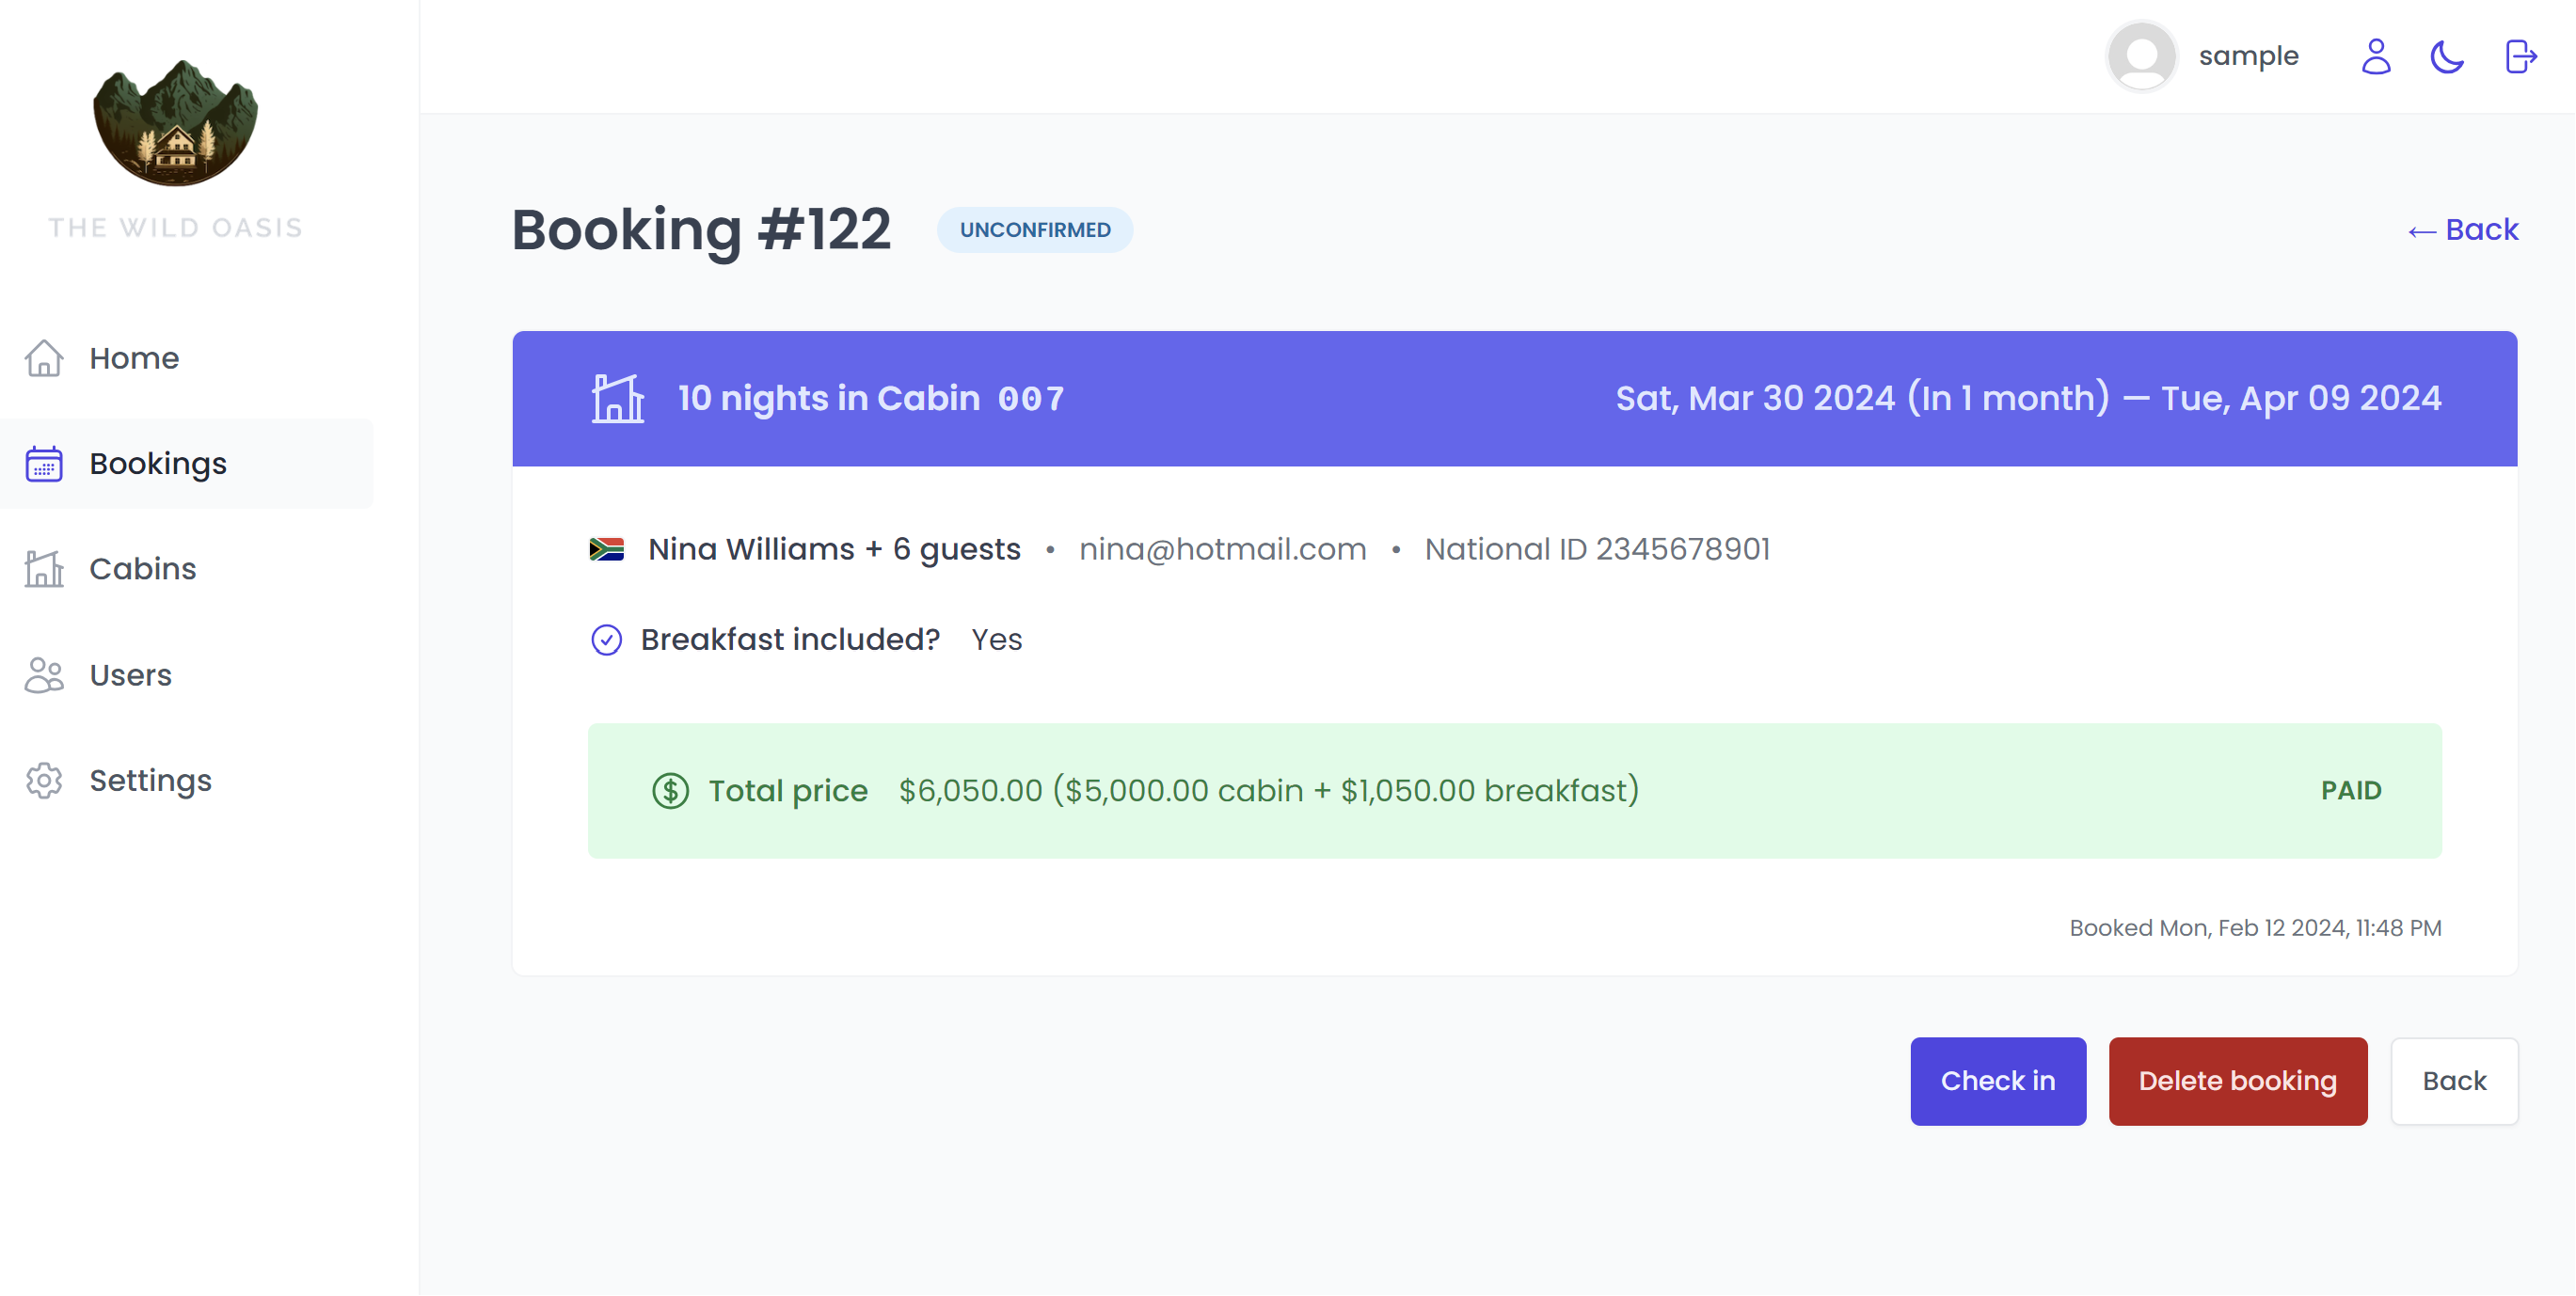 THE WILD OASIS
Home
Bookings
Cabins
Users
Settings
sample
Booking #122 UNCONFIRMED
← Back
10 nights in Cabin 007
Sat, Mar 30 2024 (In 1 month) — Tue, Apr 09 2024
Nina Williams + 6 guests • nina@hotmail.com • National ID 2345678901
Breakfast included? Yes
Total price $6,050.00 ($5,000.00 cabin + $1,050.00 breakfast)
PAID
Booked Mon, Feb 12 2024, 11:48 PM
Check in
Delete booking
Back